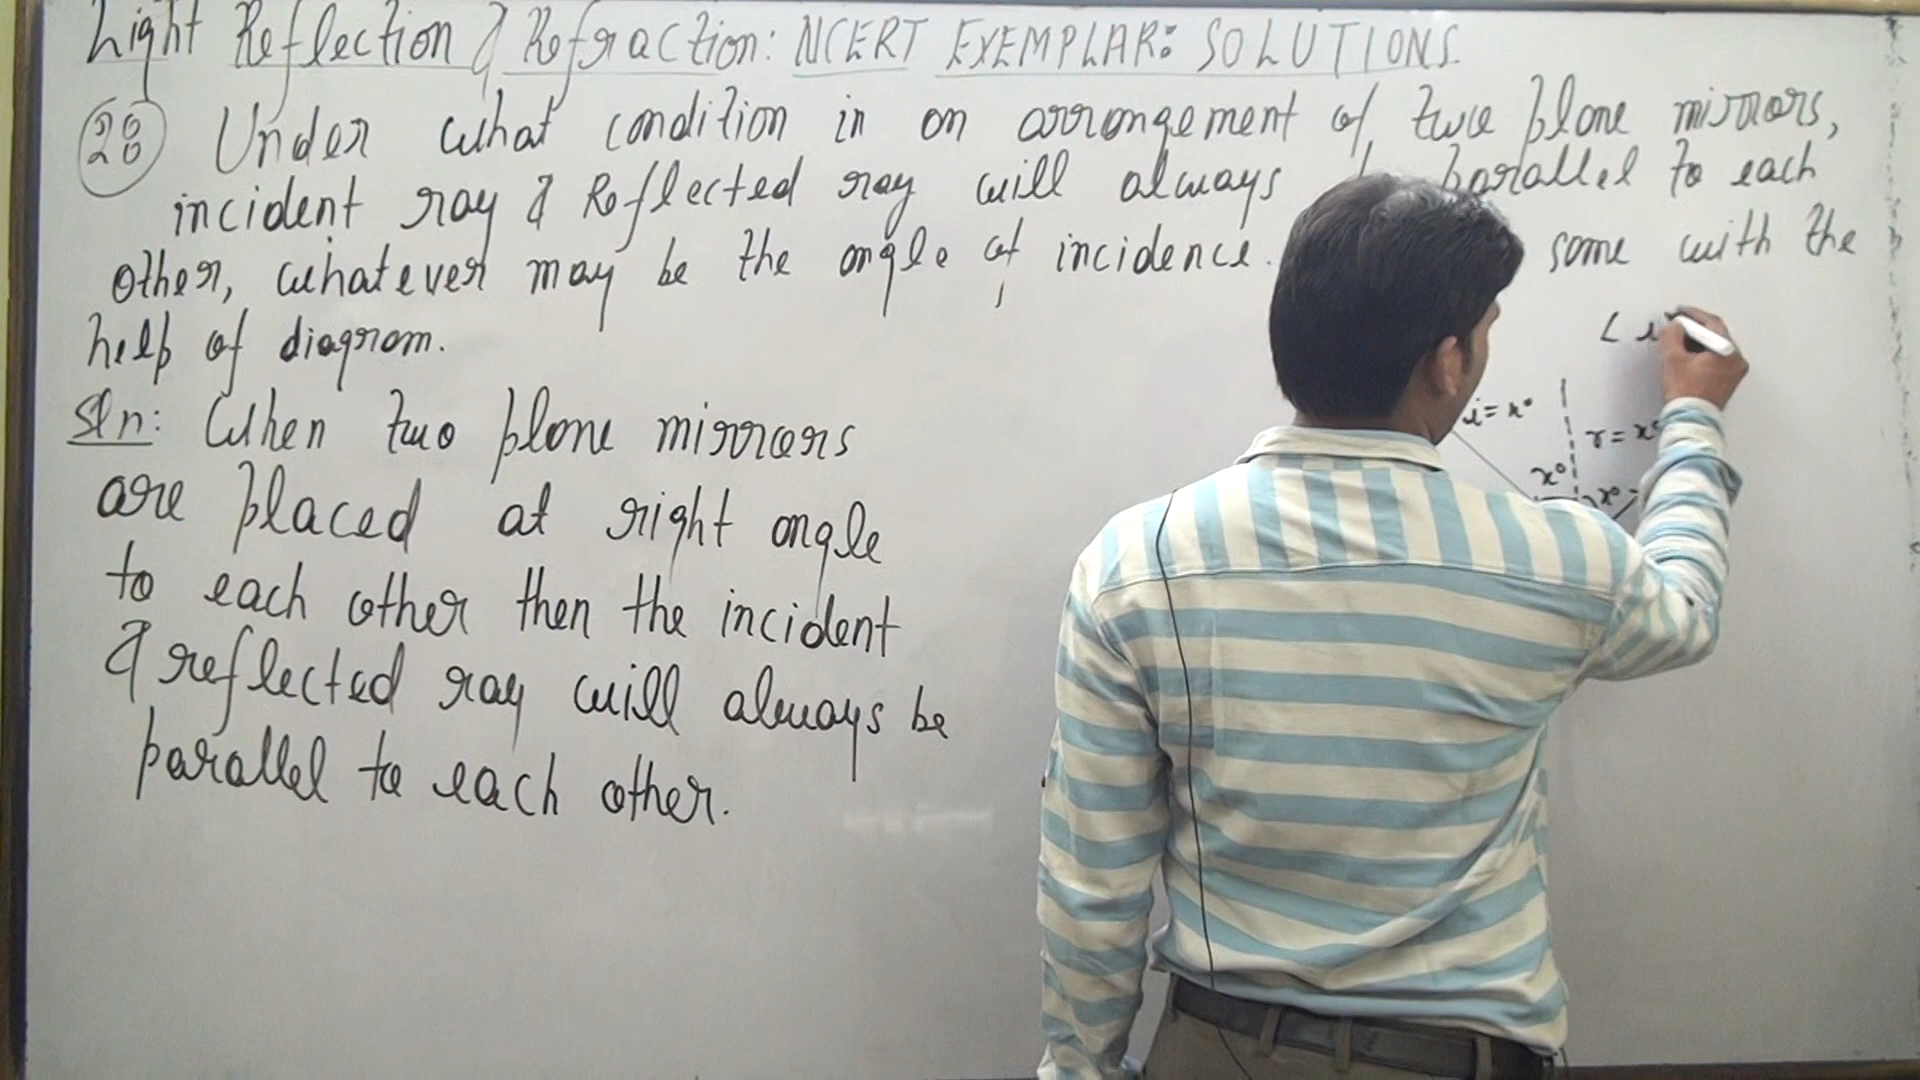 Light Reflection & Refraction: NCERT EXEMPLAR: SOLUTIONS.
28 Under what condition in an arrangement of two plane mirrors,
incident ray & Reflected ray will always parallel to each
other, whatever may be the angle of incidence. same with the
help of diagram.
Sln: When two plane mirrors
are placed at right angle
to each other then the incident
& reflected ray will always be
parallel to each other.
∠ i
i = x°
r = x°
x°
x°